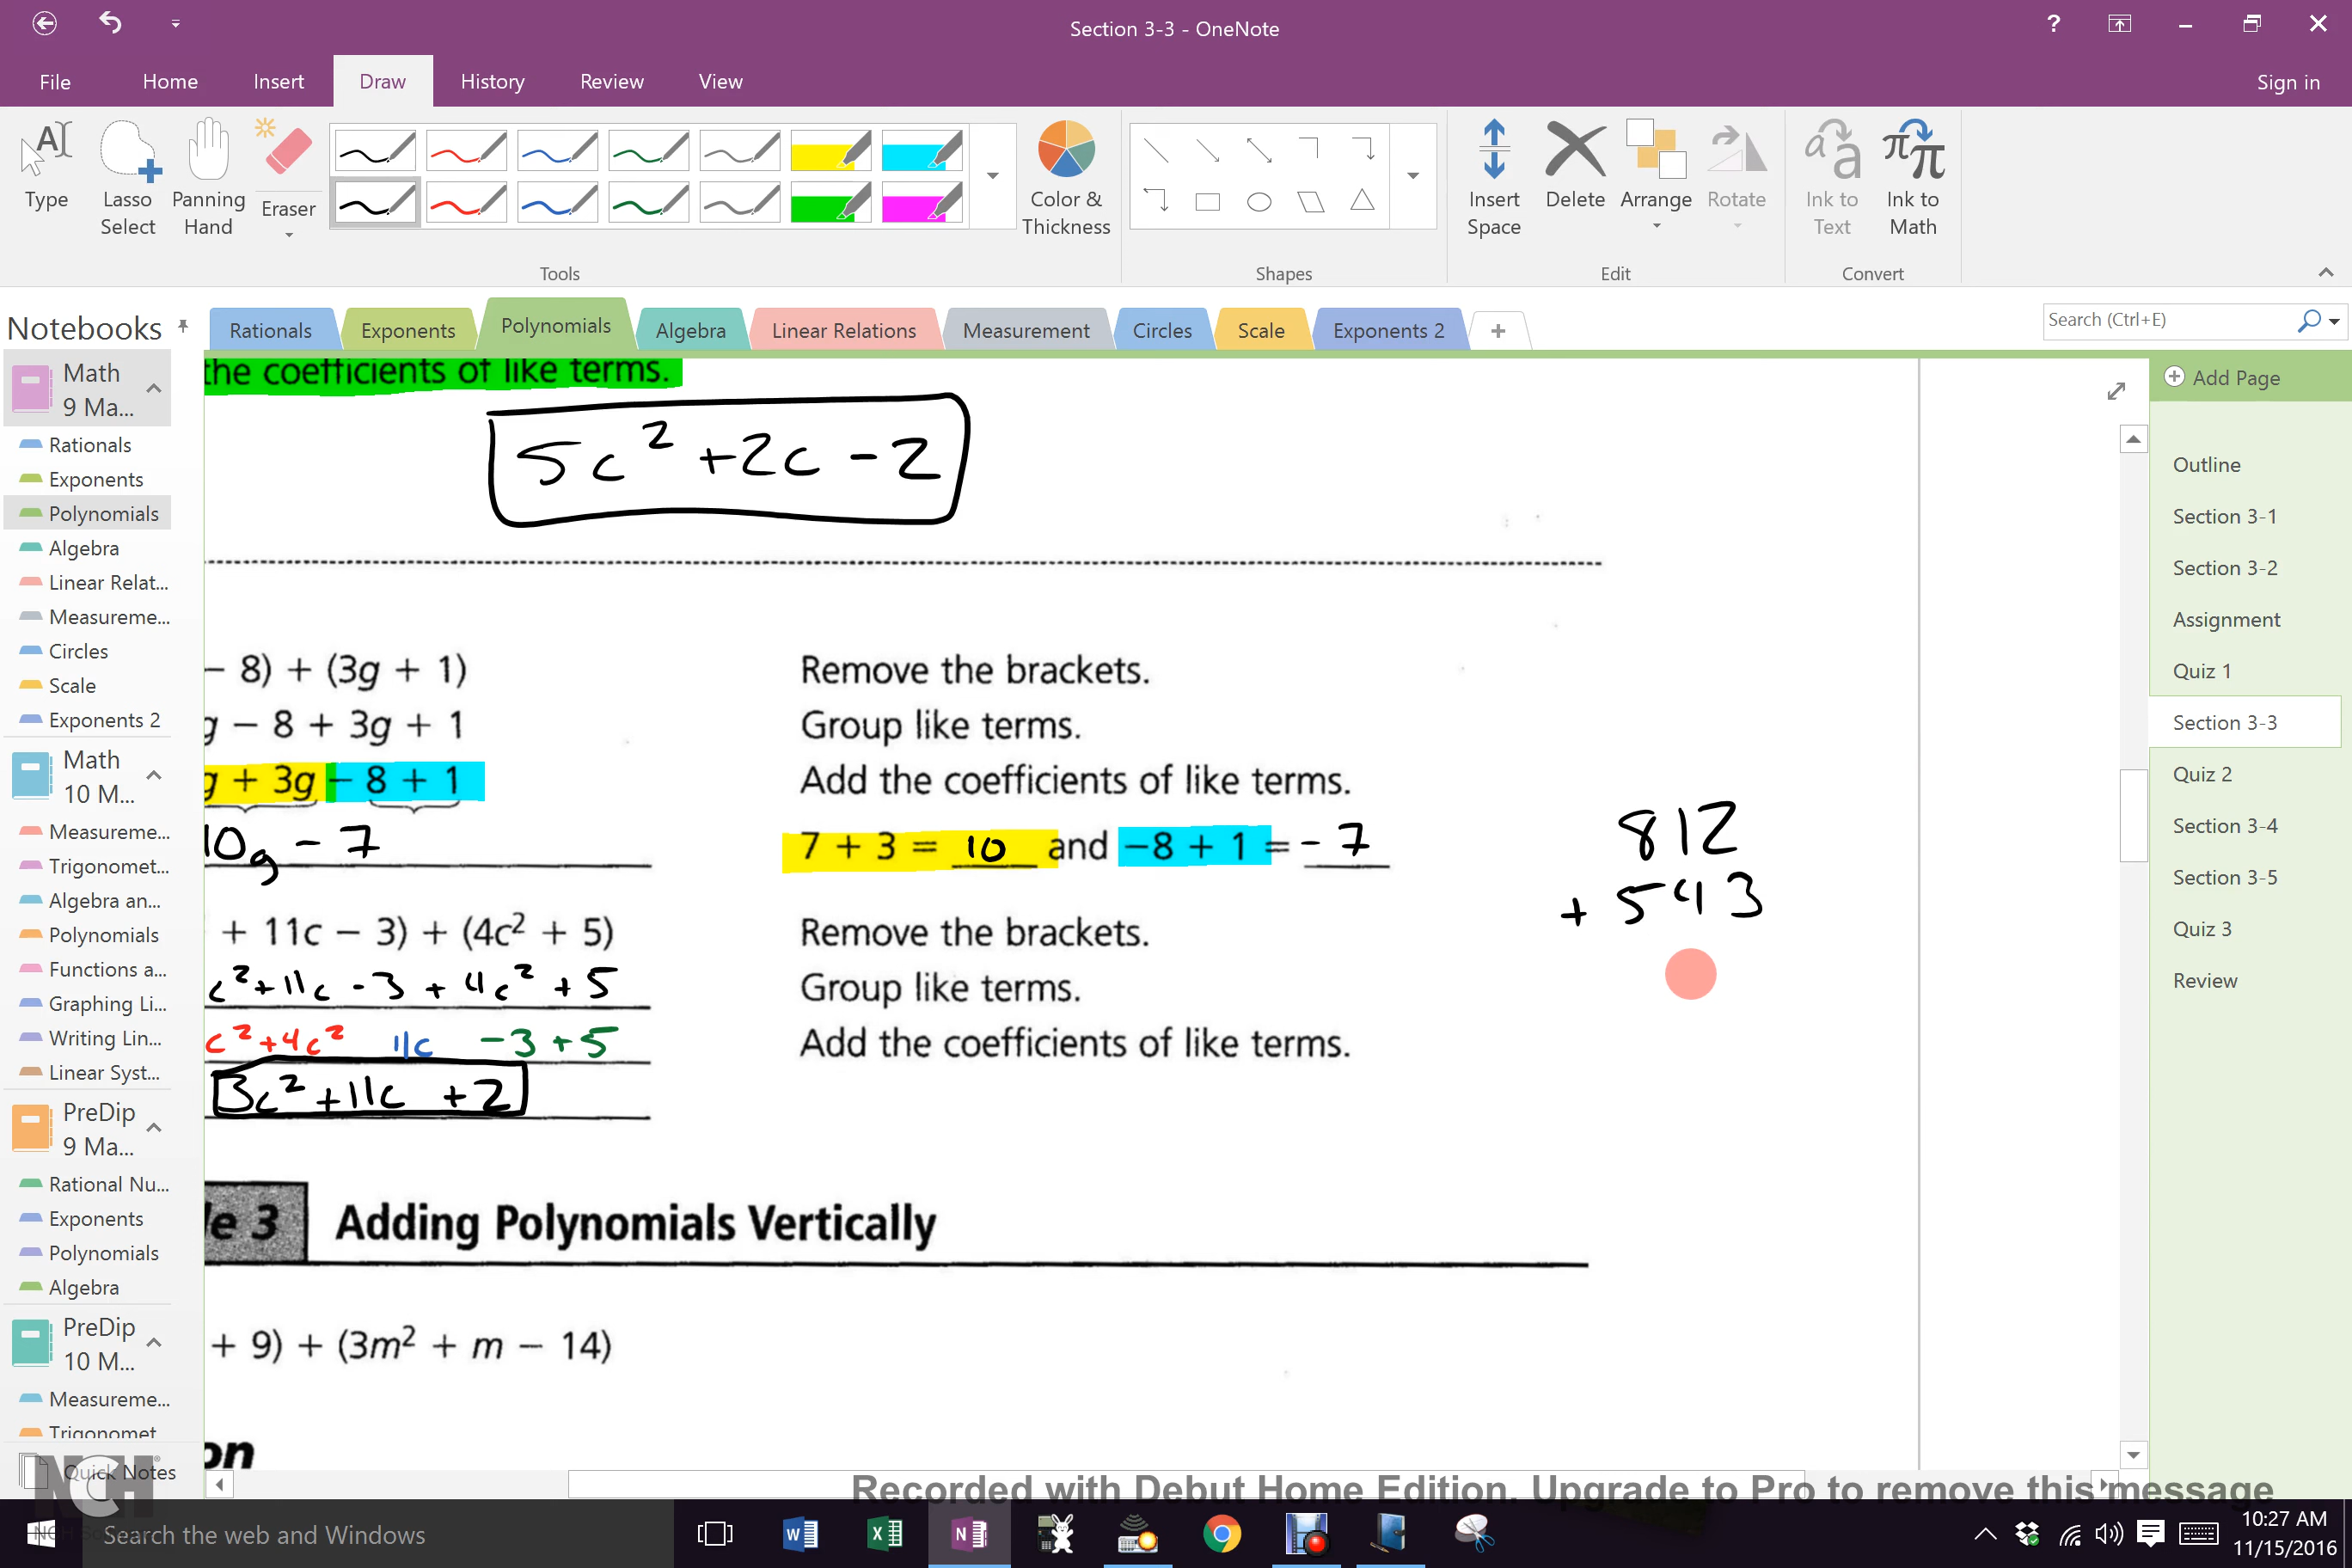 Section 3-3 - OneNote
?
File Home Insert Draw History Review View Sign in
Type
Lasso Select
Panning Hand
Eraser
Color & Thickness
Insert Space
Delete
Arrange
Rotate
Ink to Text
Ink to Math
Tools Shapes Edit Convert
Notebooks
Rationals Exponents Polynomials Algebra Linear Relations Measurement Circles Scale Exponents 2 +
Search (Ctrl+E)
Math
9 Ma...
Rationals
Exponents
Polynomials
Algebra
Linear Relat...
Measureme...
Circles
Scale
Exponents 2
Math
10 M...
Measureme...
Trigonomet...
Algebra an...
Polynomials
Functions a...
Graphing Li...
Writing Lin...
Linear Syst...
PreDip
9 Ma...
Rational Nu...
Exponents
Polynomials
Algebra
PreDip
10 M...
Measureme...
Trigonomet
Quick Notes
the coefficients of like terms.
5c² +2c -2
- 8) + (3g + 1) Remove the brackets.
g - 8 + 3g + 1 Group like terms.
g + 3g - 8 + 1 Add the coefficients of like terms.
10g - 7 7 + 3 = 10 and -8 + 1 = -7
812
+ 543
+ 11c - 3) + (4c² + 5) Remove the brackets.
c²+11c -3 + 4c² +5 Group like terms.
c²+4c² 11c -3 +5 Add the coefficients of like terms.
3c² +11c +2
le 3 Adding Polynomials Vertically
+ 9) + (3m² + m - 14)
on
Add Page
Outline
Section 3-1
Section 3-2
Assignment
Quiz 1
Section 3-3
Quiz 2
Section 3-4
Section 3-5
Quiz 3
Review
NCH
Recorded with Debut Home Edition. Upgrade to Pro to remove this message
Search the web and Windows
10:27 AM
11/15/2016